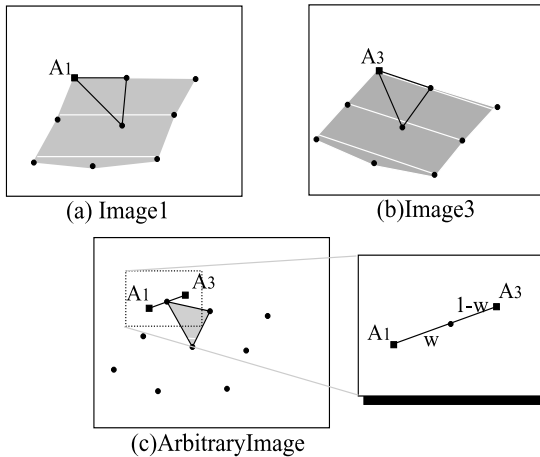 A1
(a) Image1
A3
(b)Image3
A1
A3
(c)ArbitraryImage
A1
w
1-w
A3